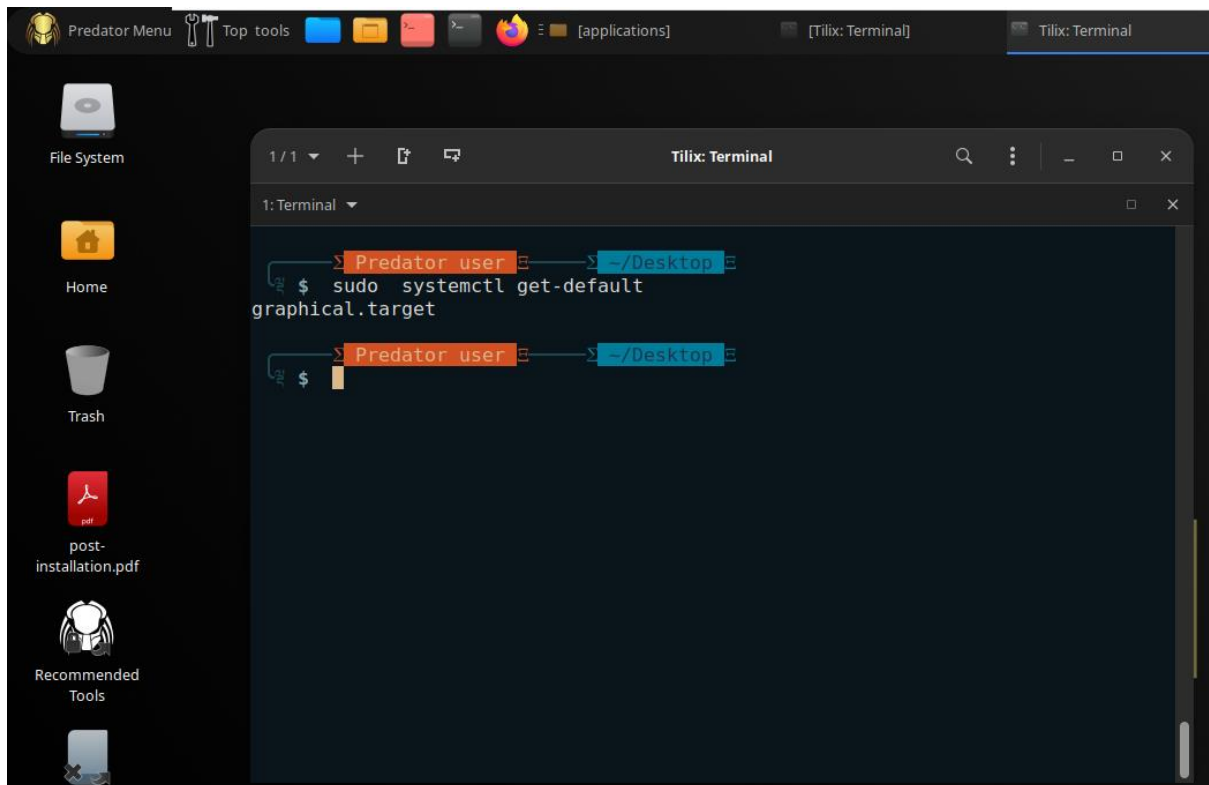 Predator Menu Top tools [applications] [Tilix: Terminal] Tilix: Terminal
File System
Home
Trash
pdf
post-
installation.pdf
Recommended
Tools
1 / 1 Tilix: Terminal
1: Terminal
Σ Predator user Ξ Σ ~/Desktop Ξ
$ sudo systemctl get-default
graphical.target
Σ Predator user Ξ Σ ~/Desktop Ξ
$